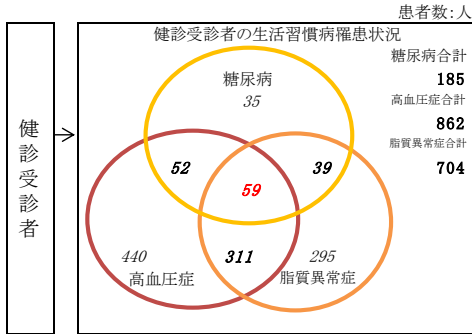 患者数:人
健診受診者の生活習慣病罹患状況
健診受診者
糖尿病
35
糖尿病合計
185
高血圧症合計
862
脂質異常症合計
704
52
39
59
440
高血圧症
311
295
脂質異常症